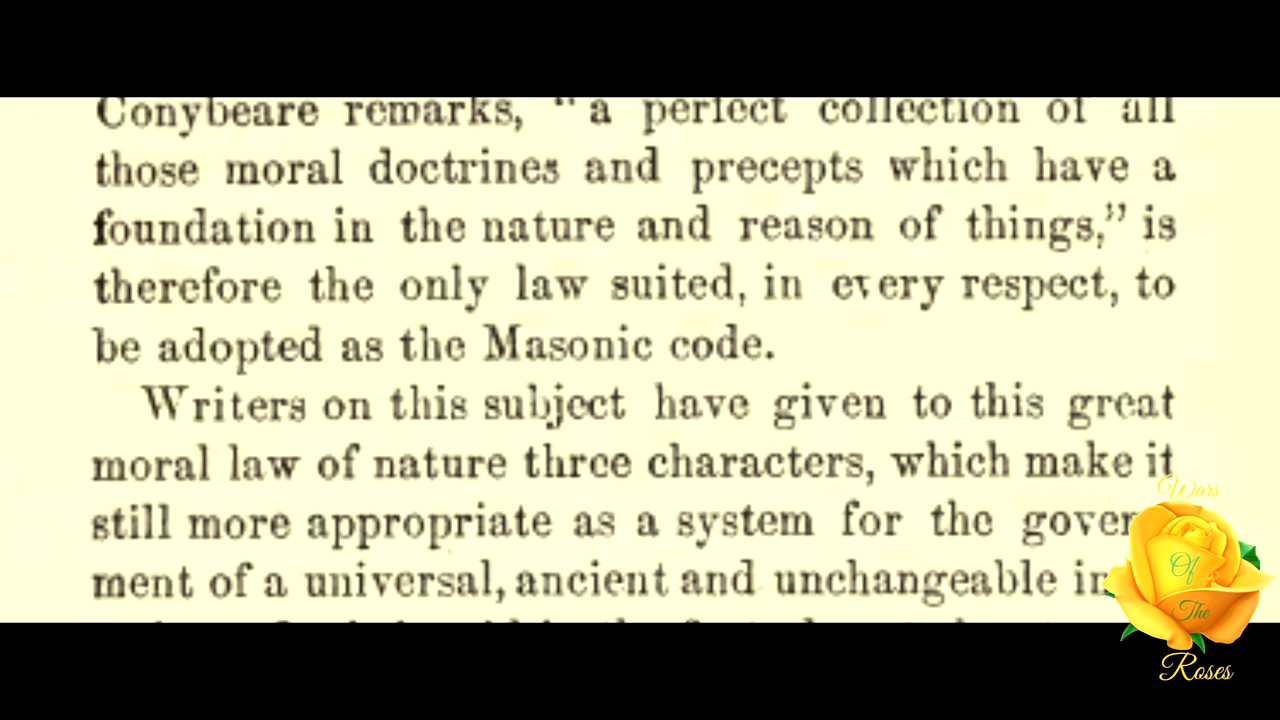 Conybeare remarks, "a perfect collection of all
those moral doctrines and precepts which have a
foundation in the nature and reason of things," is
therefore the only law suited, in every respect, to
be adopted as the Masonic code.
Writers on this subject have given to this great
moral law of nature three characters, which make it
still more appropriate as a system for the gover
ment of a universal, ancient and unchangeable in
Wars
Of
The
Roses